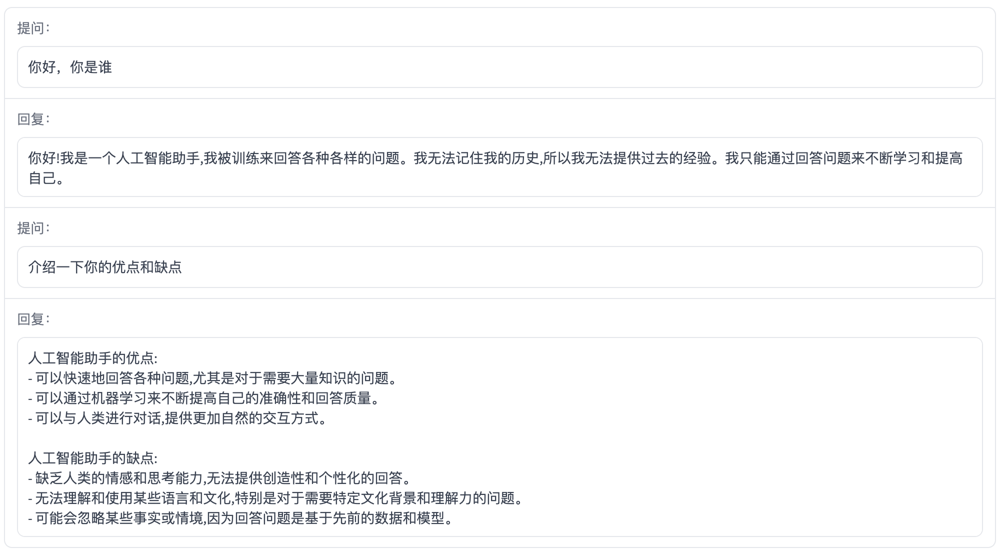 提问：
你好，你是谁
回复：
你好!我是一个人工智能助手,我被训练来回答各种各样的问题。我无法记住我的历史,所以我无法提供过去的经验。我只能通过回答问题来不断学习和提高
自己。
提问：
介绍一下你的优点和缺点
回复：
人工智能助手的优点:
- 可以快速地回答各种问题,尤其是对于需要大量知识的问题。
- 可以通过机器学习来不断提高自己的准确性和回答质量。
- 可以与人类进行对话,提供更加自然的交互方式。
人工智能助手的缺点:
- 缺乏人类的情感和思考能力,无法提供创造性和个性化的回答。
- 无法理解和使用某些语言和文化,特别是对于需要特定文化背景和理解力的问题。
- 可能会忽略某些事实或情境,因为回答问题是基于先前的数据和模型。